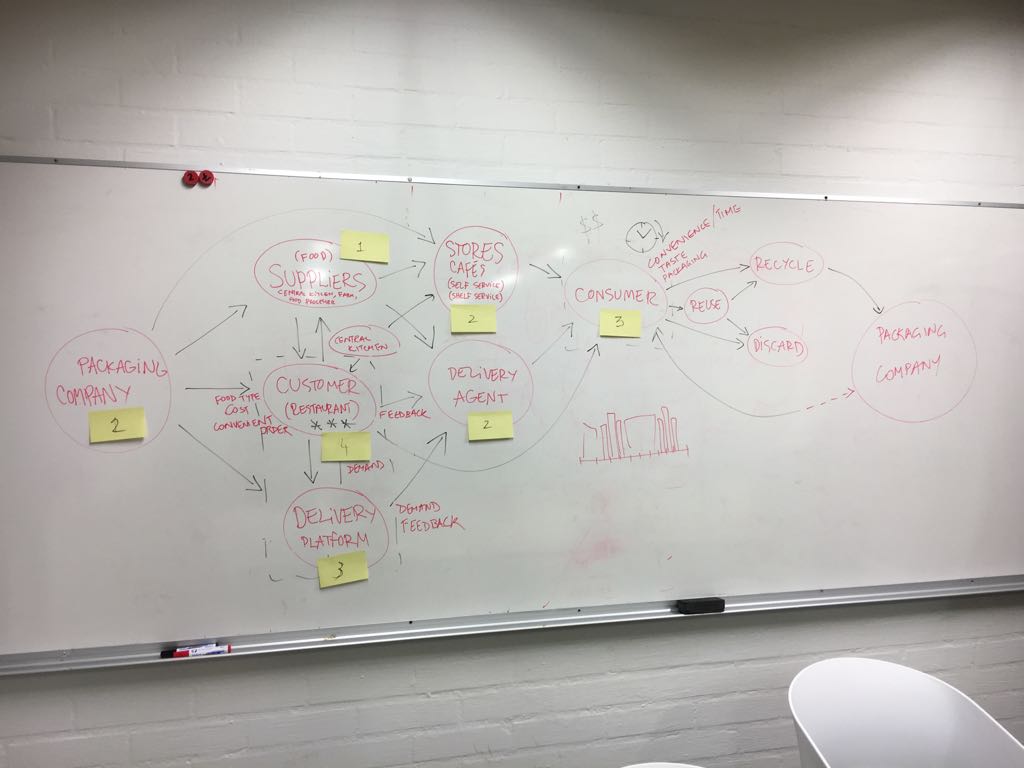 PACKAGING
COMPANY
2
(FOOD)
SUPPLIERS
CENTRAL KITCHEN, FARM,
FOOD PROCESSER
1
CENTRAL
KITCHEN
FOOD TYPE
COST
CONVENIENT
ORDER
CUSTOMER
(RESTAURANT)
***
4
FEEDBACK
DEMAND
DELIVERY
PLATFORM
3
DEMAND
FEEDBACK
STORES
CAFÉS
(SELF SERVICE)
(SHELF SERVICE)
2
DELIVERY
AGENT
2
$$
CONVENIENCE/TIME
TASTE
PACKAGING
CONSUMER
3
RECYCLE
REUSE
DISCARD
PACKAGING
COMPANY